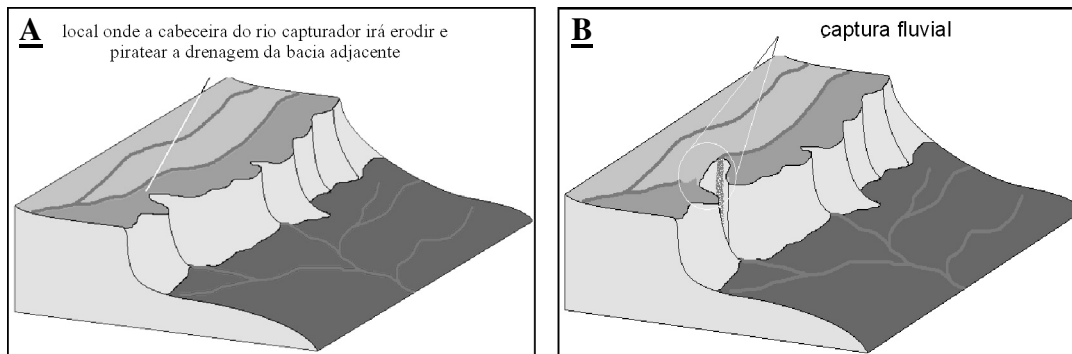 A
local onde a cabeceira do rio capturador irá erodir e
piratear a drenagem da bacia adjacente
B
captura fluvial